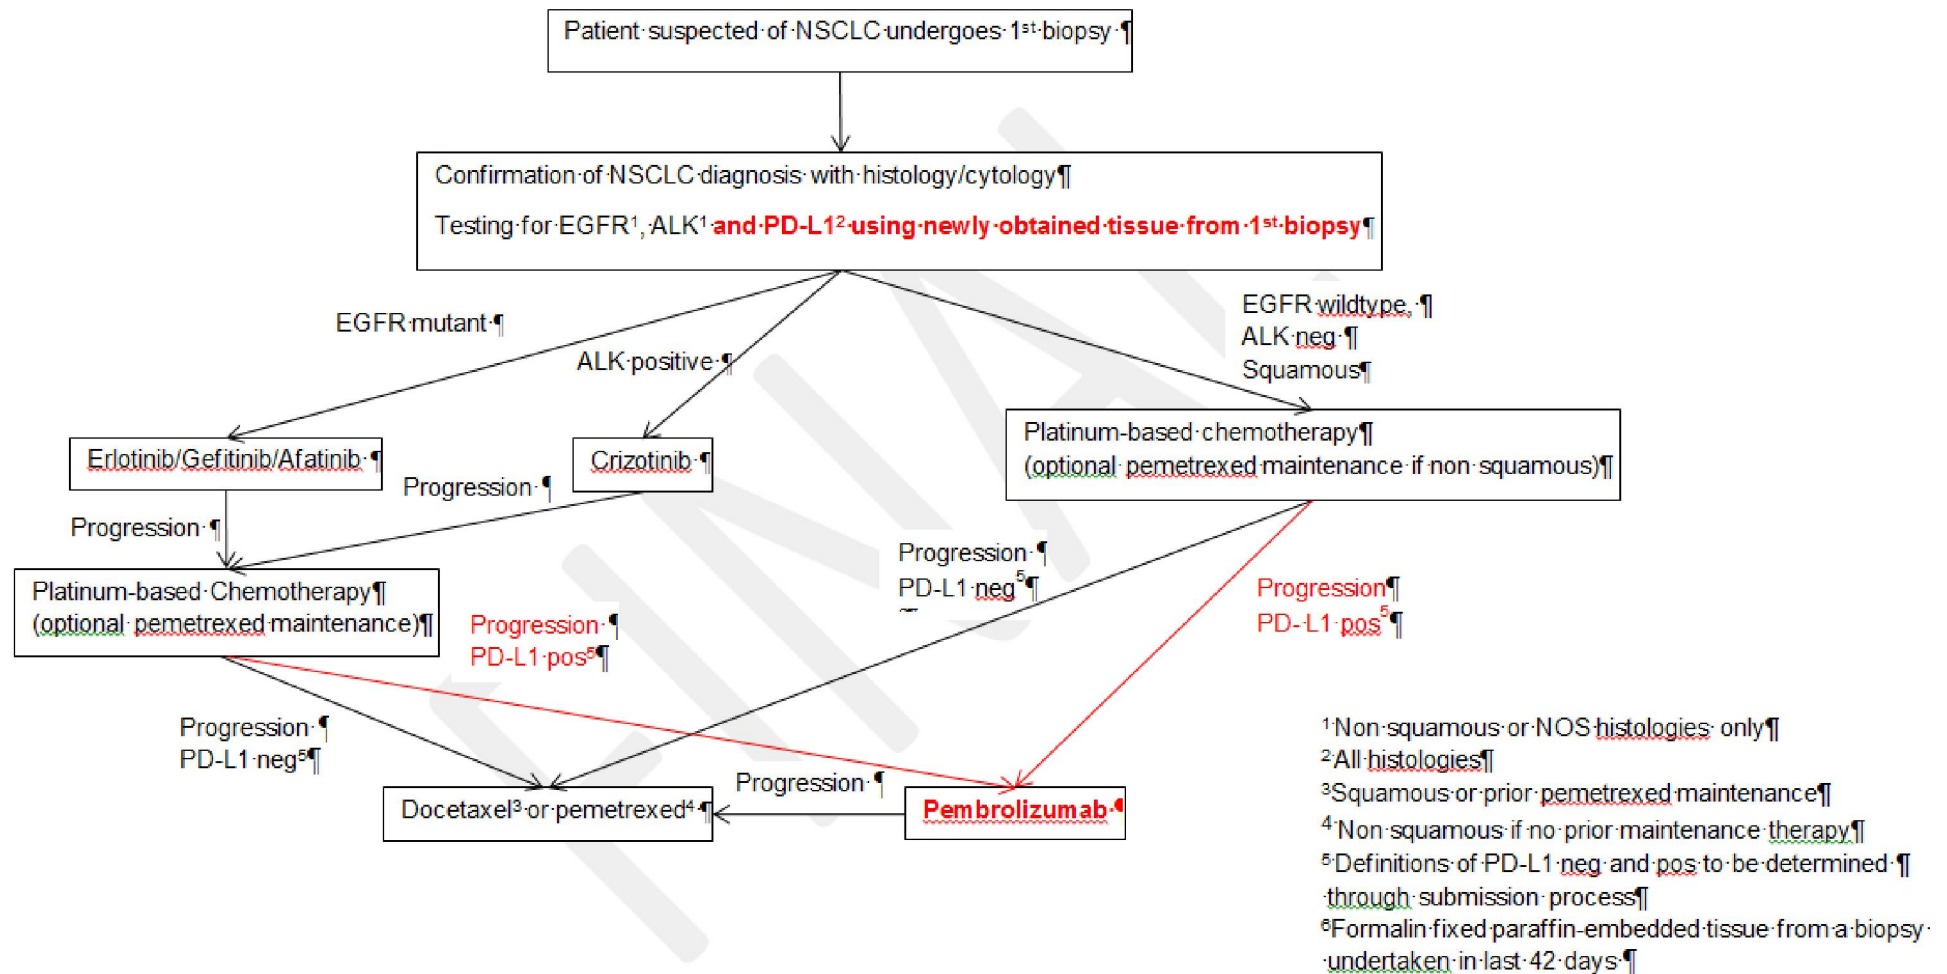 Patient suspected of NSCLC undergoes 1st biopsy ¶
Confirmation of NSCLC diagnosis with histology/cytology¶
Testing for EGFR¹, ALK¹ and PD-L1² using newly obtained tissue from 1st biopsy¶
EGFR mutant ¶
ALK positive ¶
EGFR wildtype, ¶
ALK neg ¶
Squamous¶
Erlotinib/Gefitinib/Afatinib ¶
Crizotinib ¶
Platinum-based chemotherapy¶
(optional pemetrexed maintenance if non squamous)¶
Progression ¶
Progression ¶
Platinum-based Chemotherapy¶
(optional pemetrexed maintenance)¶
Progression ¶
PD-L1 pos⁵¶
Progression ¶
PD-L1 neg⁵¶
Progression¶
PD-L1 pos⁵¶
Progression ¶
PD-L1 neg⁵¶
Docetaxel³ or pemetrexed⁴ ¶
Progression ¶
Pembrolizumab ¶
¹ Non squamous or NOS histologies only¶
² All histologies¶
³Squamous or prior pemetrexed maintenance¶
⁴ Non squamous if no prior maintenance therapy¶
⁵ Definitions of PD-L1 neg and pos to be determined ¶
through submission process¶
⁶Formalin fixed paraffin-embedded tissue from a biopsy
undertaken in last 42 days ¶
FINAL